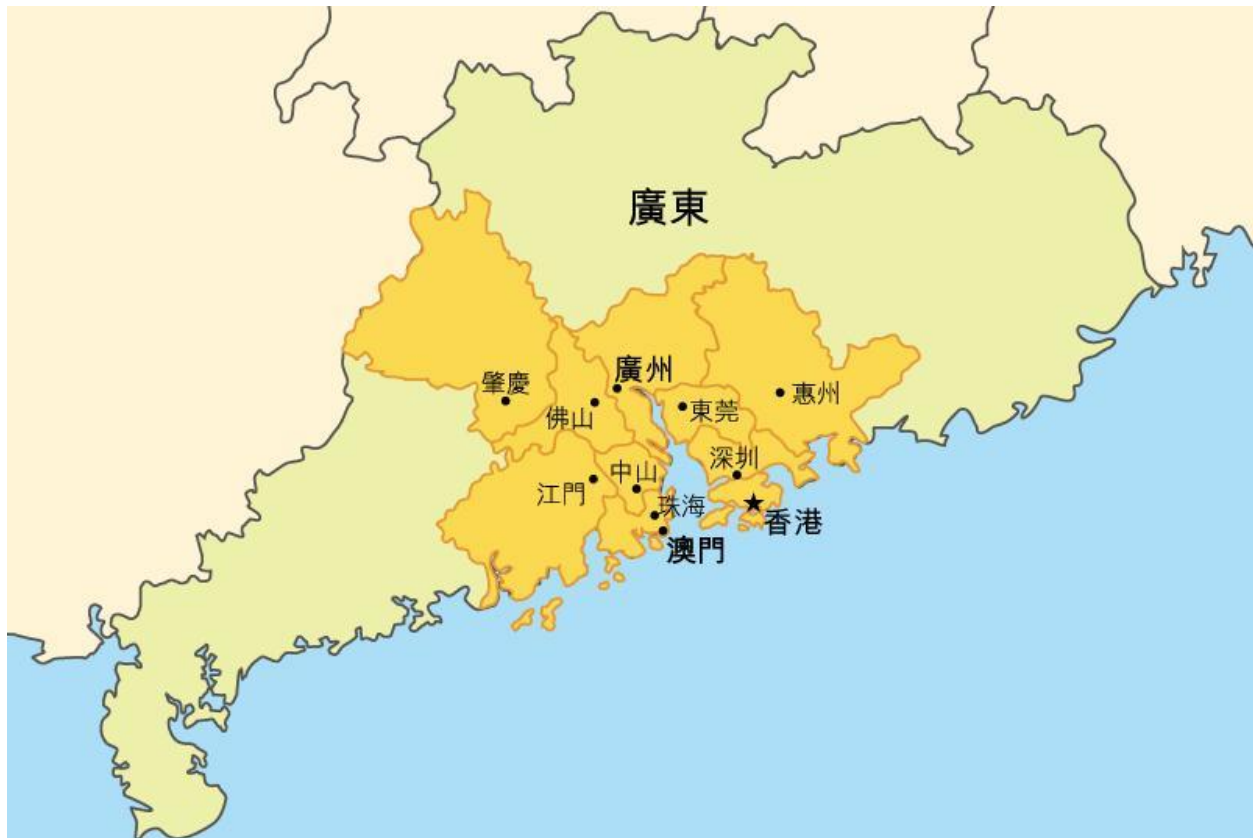 廣東
肇慶
廣州
佛山
東莞
惠州
江門
中山
深圳
珠海
香港
澳門